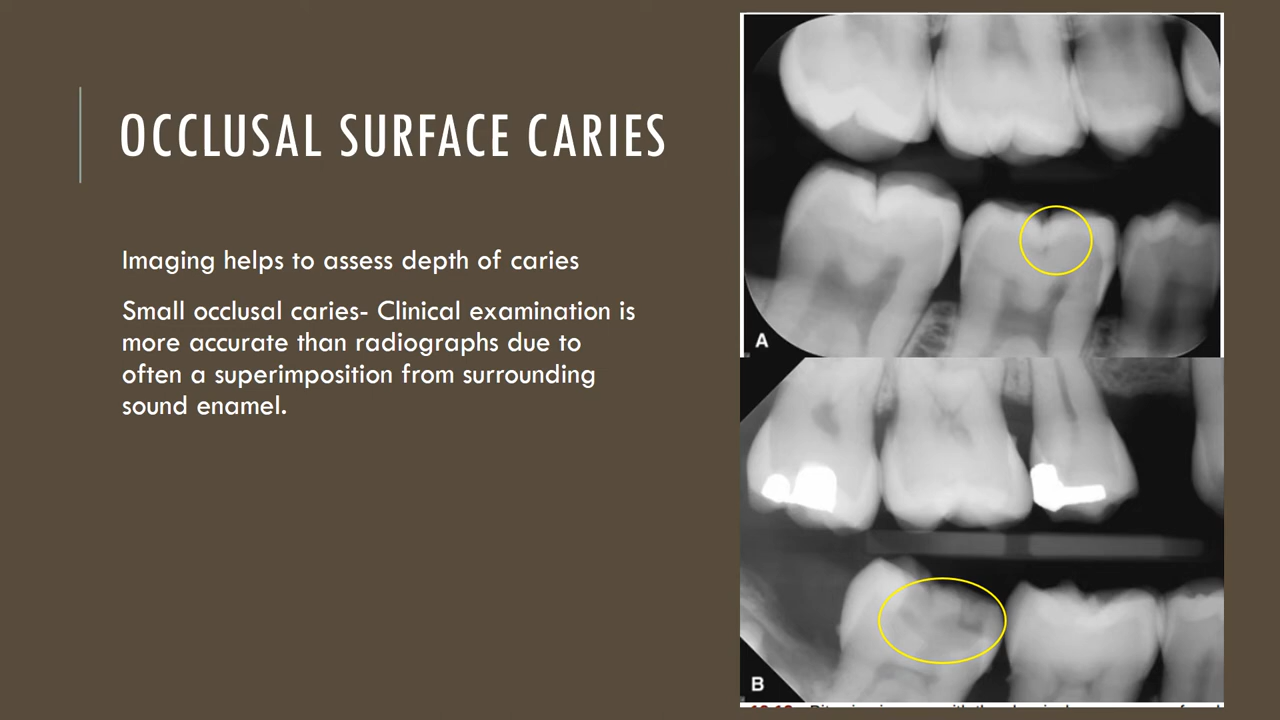 OCCLUSAL SURFACE CARIES
Imaging helps to assess depth of caries
Small occlusal caries- Clinical examination is
more accurate than radiographs due to
often a superimposition from surrounding
sound enamel.
A
B